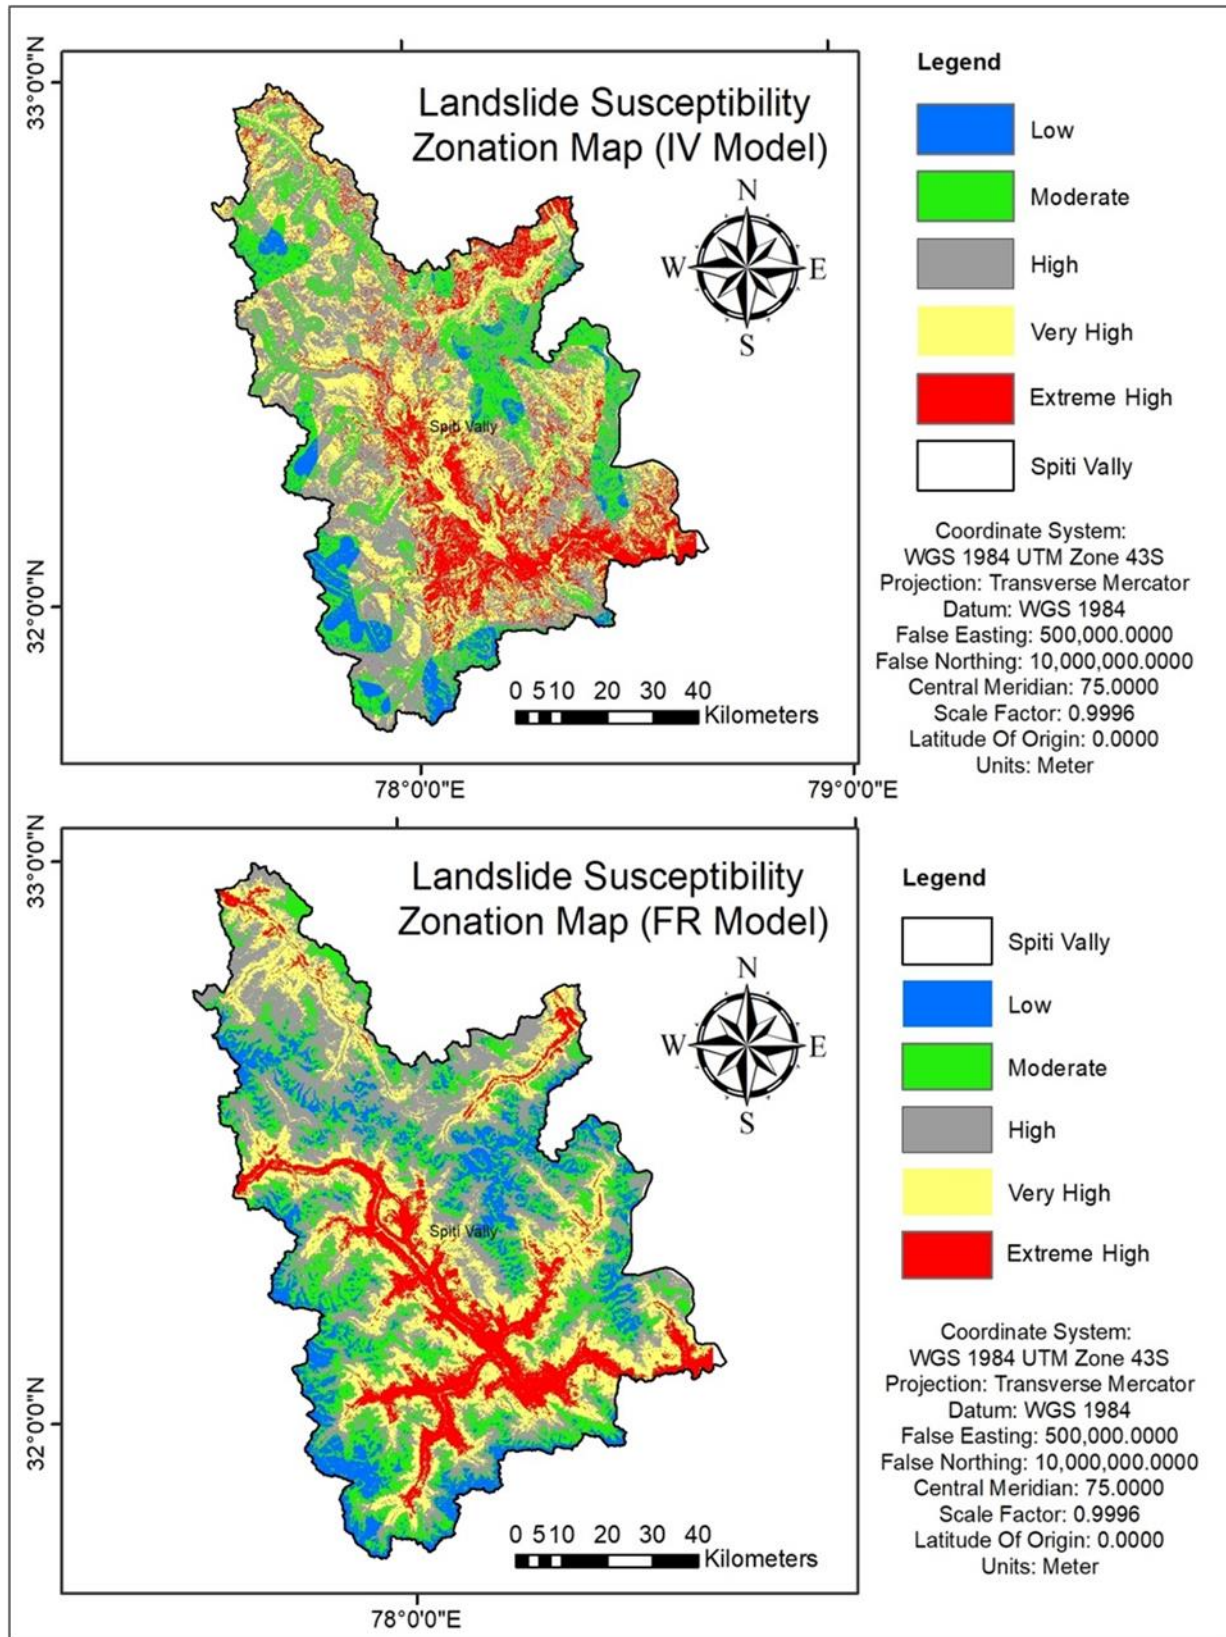 Landslide Susceptibility
Zonation Map (IV Model)
N
W
E
S
33°0'0"N
32°0'0"N
Spiti Vally
0 5 10 20 30 40
Kilometers
78°0'0"E
79°0'0"E
Legend
Low
Moderate
High
Very High
Extreme High
Spiti Vally
Coordinate System:
WGS 1984 UTM Zone 43S
Projection: Transverse Mercator
Datum: WGS 1984
False Easting: 500,000.0000
False Northing: 10,000,000.0000
Central Meridian: 75.0000
Scale Factor: 0.9996
Latitude Of Origin: 0.0000
Units: Meter
Landslide Susceptibility
Zonation Map (FR Model)
N
W
E
S
33°0'0"N
32°0'0"N
Spiti Vally
0 5 10 20 30 40
Kilometers
78°0'0"E
Legend
Spiti Vally
Low
Moderate
High
Very High
Extreme High
Coordinate System:
WGS 1984 UTM Zone 43S
Projection: Transverse Mercator
Datum: WGS 1984
False Easting: 500,000.0000
False Northing: 10,000,000.0000
Central Meridian: 75.0000
Scale Factor: 0.9996
Latitude Of Origin: 0.0000
Units: Meter